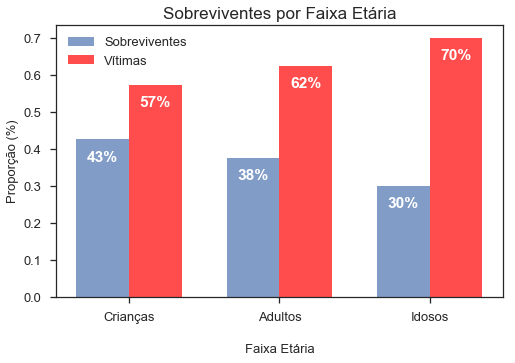 Sobreviventes por Faixa Etária
Sobreviventes
Vítimas
Proporção (%)
0.7
0.6
0.5
0.4
0.3
0.2
0.1
0.0
43%
57%
38%
62%
30%
70%
Crianças
Adultos
Idosos
Faixa Etária